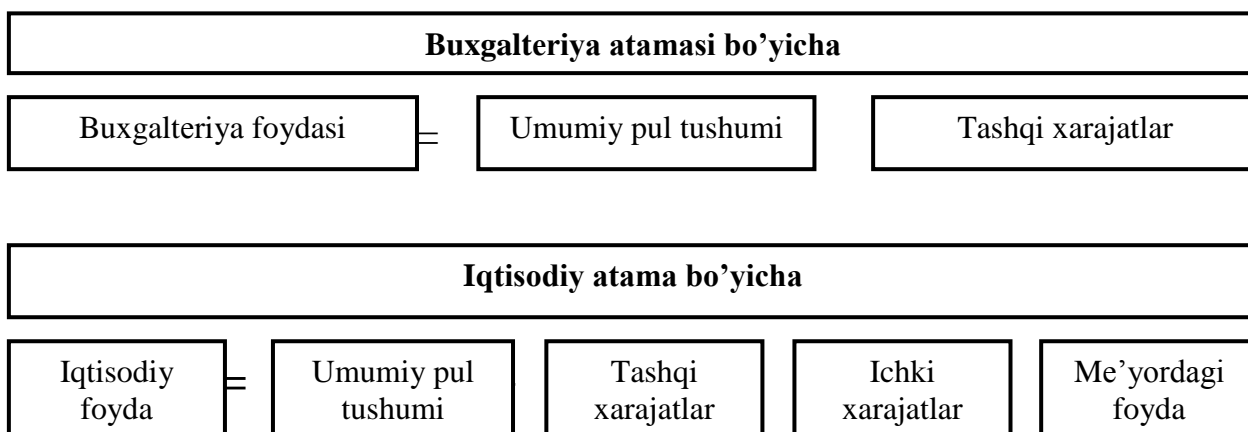 Buxgalteriya atamasi bo’yicha
Buxgalteriya foydasi = Umumiy pul tushumi Tashqi xarajatlar
Iqtisodiy atama bo’yicha
Iqtisodiy foyda = Umumiy pul tushumi Tashqi xarajatlar Ichki xarajatlar Me’yordagi foyda